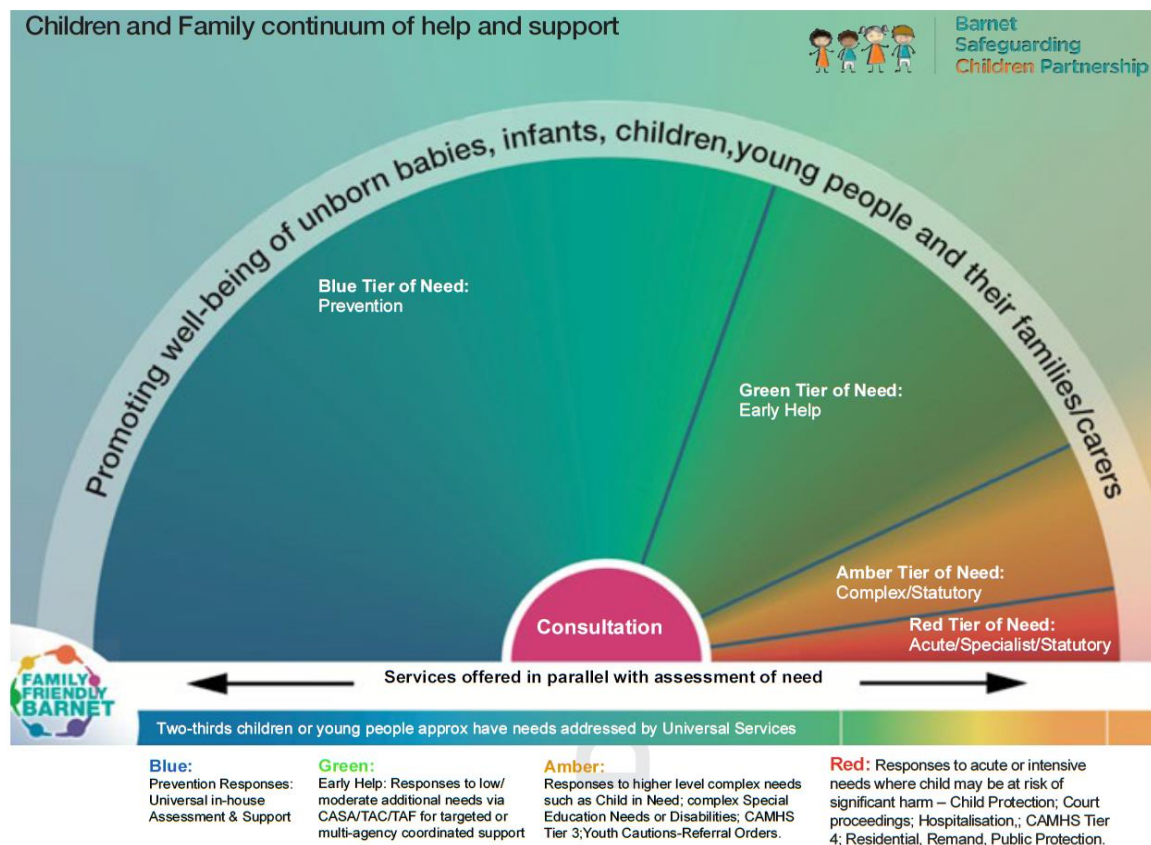 Children and Family continuum of help and support
Barnet
Safeguarding
Children Partnership
Promoting well-being of unborn babies, infants, children,young people and their families/carers
Blue Tier of Need:
Prevention
Green Tier of Need:
Early Help
Amber Tier of Need:
Complex/Statutory
Red Tier of Need:
Acute/Specialist/Statutory
Consultation
FAMILY
FRIENDLY
BARNET
Services offered in parallel with assessment of need
Two-thirds children or young people approx have needs addressed by Universal Services
Blue:
Prevention Responses:
Universal in-house
Assessment & Support
Green:
Early Help: Responses to low/
moderate additional needs via
CASA/TAC/TAF for targeted or
multi-agency coordinated support
Amber:
Responses to higher level complex needs
such as Child in Need; complex Special
Education Needs or Disabilities; CAMHS
Tier 3;Youth Cautions-Referral Orders.
Red: Responses to acute or intensive
needs where child may be at risk of
significant harm – Child Protection; Court
proceedings; Hospitalisation,; CAMHS Tier
4; Residential, Remand, Public Protection.